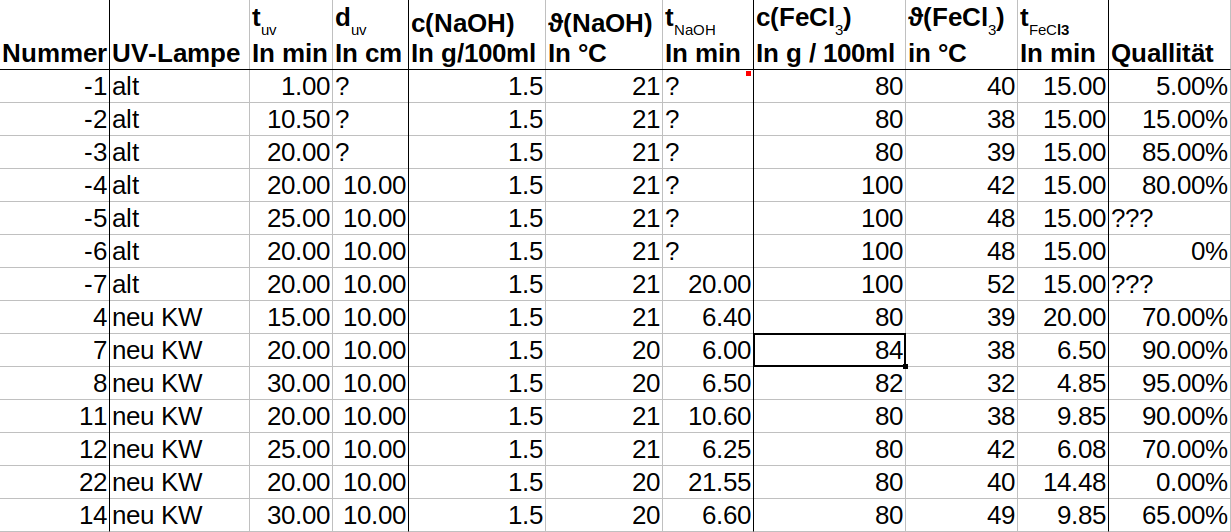 Nummer UV-Lampe tuv In min duv In cm c(NaOH) In g/100ml ϑ(NaOH) In °C tNaOH In min c(FeCl3) In g / 100ml ϑ(FeCl3) in °C tFeCl3 In min Quallität
-1 alt 1.00 ? 1.5 21 ? 80 40 15.00 5.00%
-2 alt 10.50 ? 1.5 21 ? 80 38 15.00 15.00%
-3 alt 20.00 ? 1.5 21 ? 80 39 15.00 85.00%
-4 alt 20.00 10.00 1.5 21 ? 100 42 15.00 80.00%
-5 alt 25.00 10.00 1.5 21 ? 100 48 15.00 ???
-6 alt 20.00 10.00 1.5 21 ? 100 48 15.00 0%
-7 alt 20.00 10.00 1.5 21 20.00 100 52 15.00 ???
4 neu KW 15.00 10.00 1.5 21 6.40 80 39 20.00 70.00%
7 neu KW 20.00 10.00 1.5 20 6.00 84 38 6.50 90.00%
8 neu KW 30.00 10.00 1.5 20 6.50 82 32 4.85 95.00%
11 neu KW 20.00 10.00 1.5 21 10.60 80 38 9.85 90.00%
12 neu KW 25.00 10.00 1.5 21 6.25 80 42 6.08 70.00%
22 neu KW 20.00 10.00 1.5 20 21.55 80 40 14.48 0.00%
14 neu KW 30.00 10.00 1.5 20 6.60 80 49 9.85 65.00%